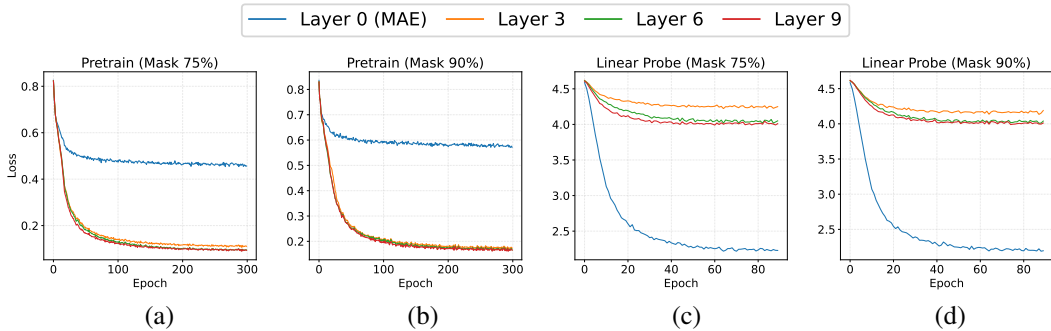 Layer 0 (MAE) Layer 3 Layer 6 Layer 9
Pretrain (Mask 75%)
0.8
0.6
0.4
0.2
Loss
0 100 200 300
Epoch
(a)
Pretrain (Mask 90%)
0.8
0.7
0.6
0.5
0.4
0.3
0.2
0 100 200 300
Epoch
(b)
Linear Probe (Mask 75%)
4.5
4.0
3.5
3.0
2.5
0 20 40 60 80
Epoch
(c)
Linear Probe (Mask 90%)
4.5
4.0
3.5
3.0
2.5
0 20 40 60 80
Epoch
(d)